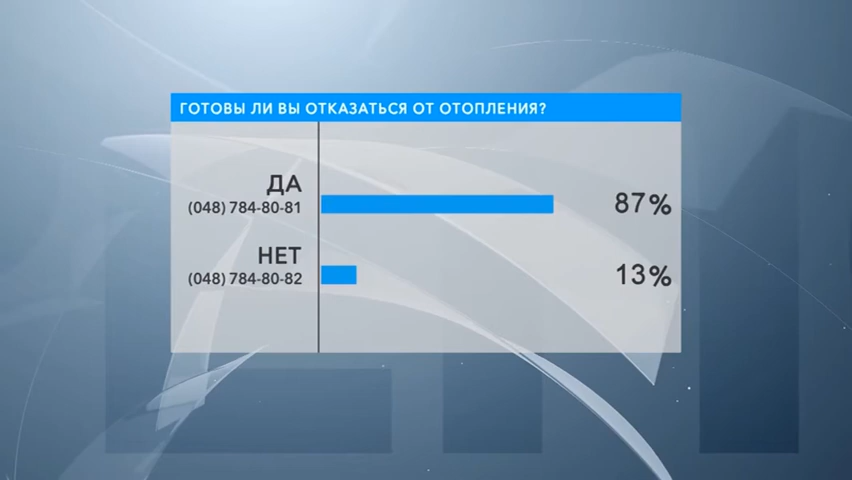 ГОТОВЫ ЛИ ВЫ ОТКАЗАТЬСЯ ОТ ОТОПЛЕНИЯ?
ДА
(048) 784-80-81
87%
НЕТ
(048) 784-80-82
13%